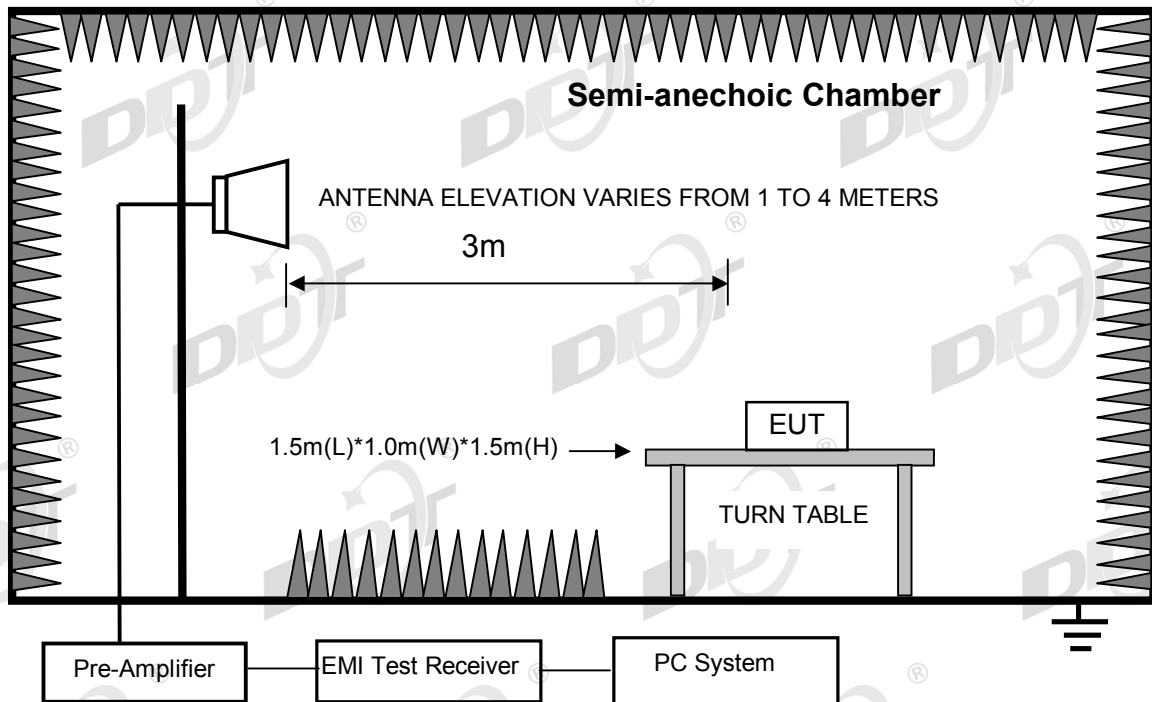 Semi-anechoic Chamber
ANTENNA ELEVATION VARIES FROM 1 TO 4 METERS
3m
EUT
1.5m(L)*1.0m(W)*1.5m(H)
TURN TABLE
Pre-Amplifier
EMI Test Receiver
PC System
DDT
®